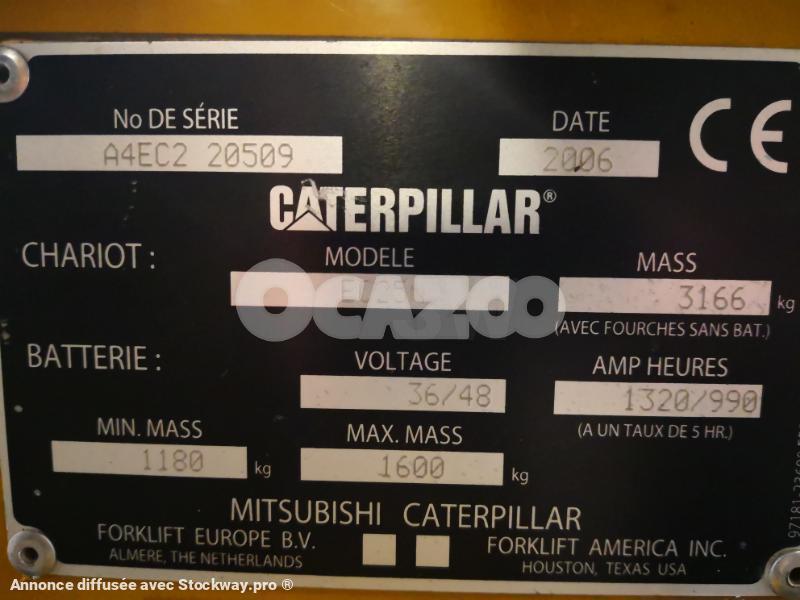 No DE SÉRIE
DATE
CE
A4EC2 20509
2006
CATERPILLAR®
CHARIOT :
MODELE
MASS
3166 kg
OCAZOO
(AVEC FOURCHES SANS BAT.)
BATTERIE :
VOLTAGE
AMP HEURES
36/48
1320/990
(A UN TAUX DE 5 HR.)
MIN. MASS
MAX. MASS
1180 kg
1600 kg
MITSUBISHI CATERPILLAR
FORKLIFT EUROPE B.V.
FORKLIFT AMERICA INC.
ALMERE, THE NETHERLANDS
HOUSTON, TEXAS USA
Annonce diffusée avec Stockway.pro ®